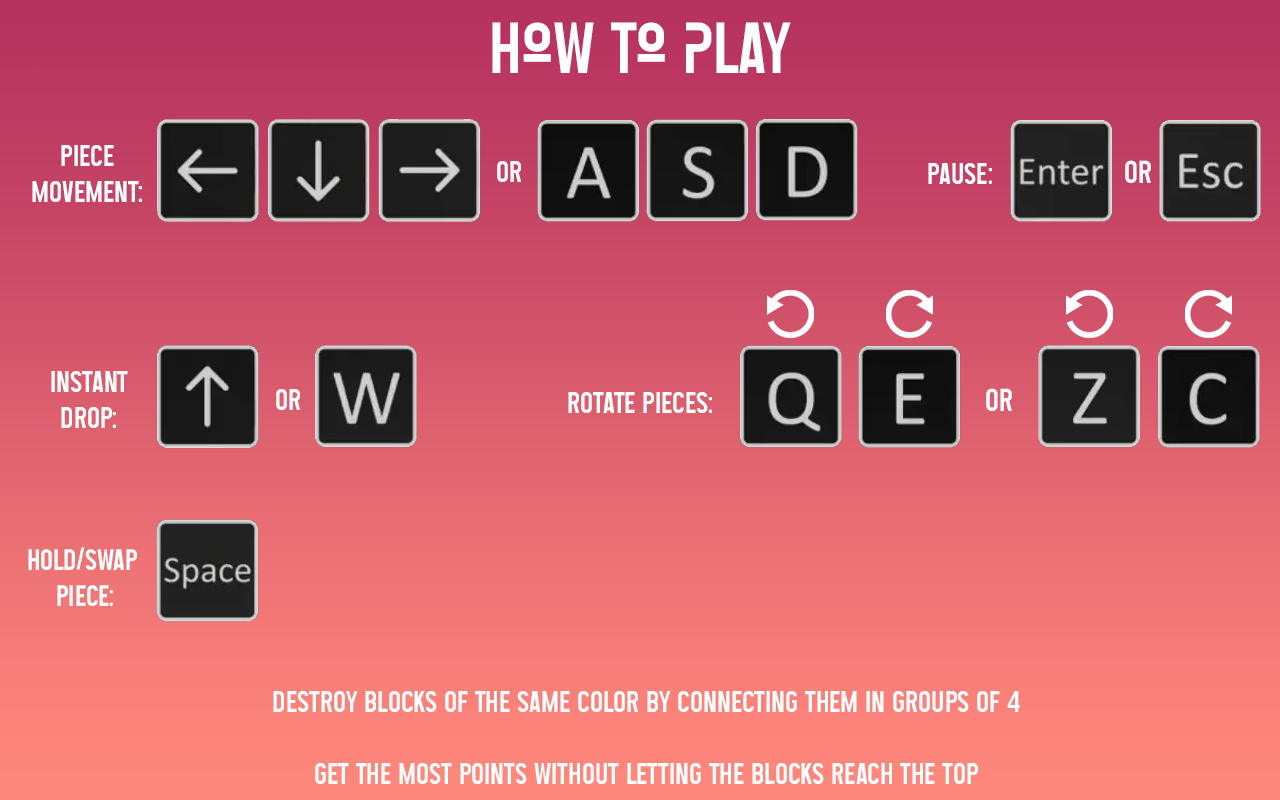 HOW TO PLAY
PIECE
MOVEMENT:
← ↓ → OR A S D
PAUSE: Enter OR Esc
INSTANT
DROP:
↑ OR W
ROTATE PIECES: Q E OR Z C
HOLD/SWAP
PIECE:
Space
DESTROY BLOCKS OF THE SAME COLOR BY CONNECTING THEM IN GROUPS OF 4
GET THE MOST POINTS WITHOUT LETTING THE BLOCKS REACH THE TOP